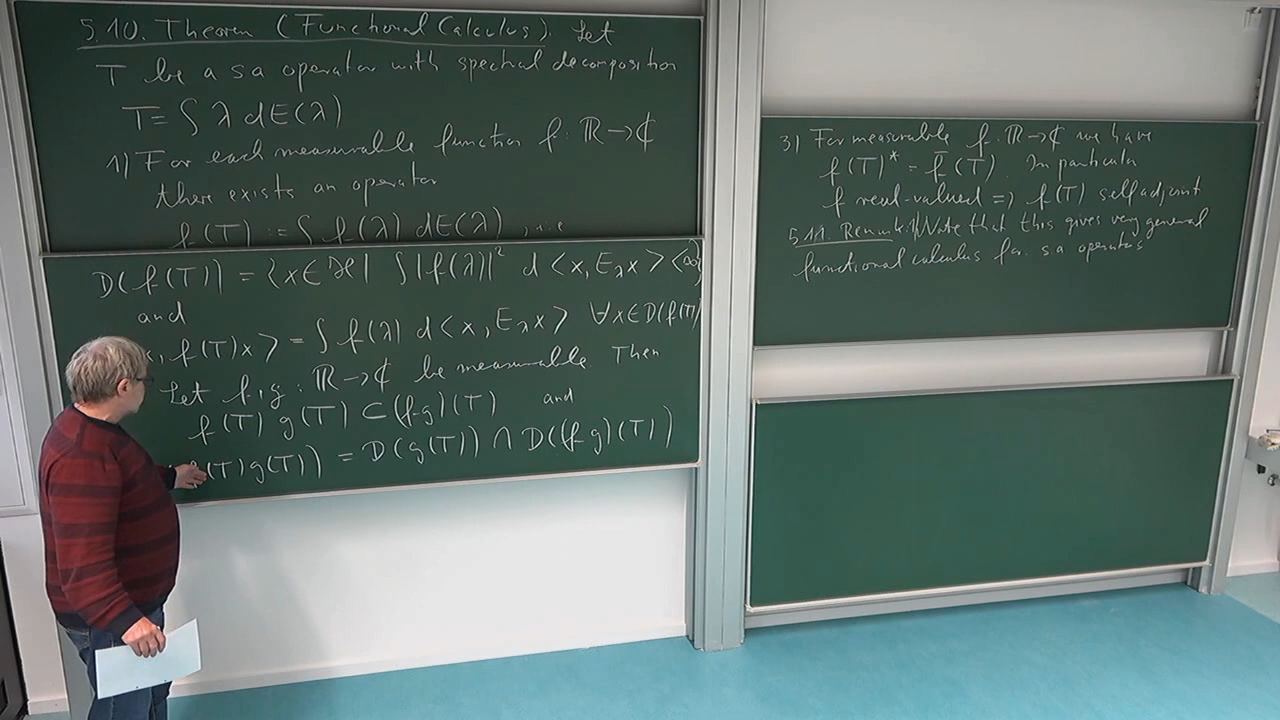 5.10. Theorem (Functional Calculus). Let
T be a s a operator with spectral decomposition
T = ∫ λ dE(λ)
1) For each measurable function f: ℝ→ℂ
there exists an operator
f(T) := ∫ f(λ) dE(λ), i.e
D(f(T)) = {x∈ℋ| ∫|f(λ)|² d<x, E_λ x> <∞}
and
, f(T)x> = ∫ f(λ) d<x, E_λ x> ∀x∈D(f(T))
Let f, g: ℝ→ℂ be measurable. Then
f(T) g(T) ⊂ (f·g)(T) and
(T)g(T)) = D(g(T)) ∩ D((f·g)(T))
3) For measurable f: ℝ→ℂ we have
f(T)* = f̄(T). In particular
f real-valued => f(T) selfadjoint
5.11. Remark: 1) Note that this gives very general
functional calculus for s.a operators